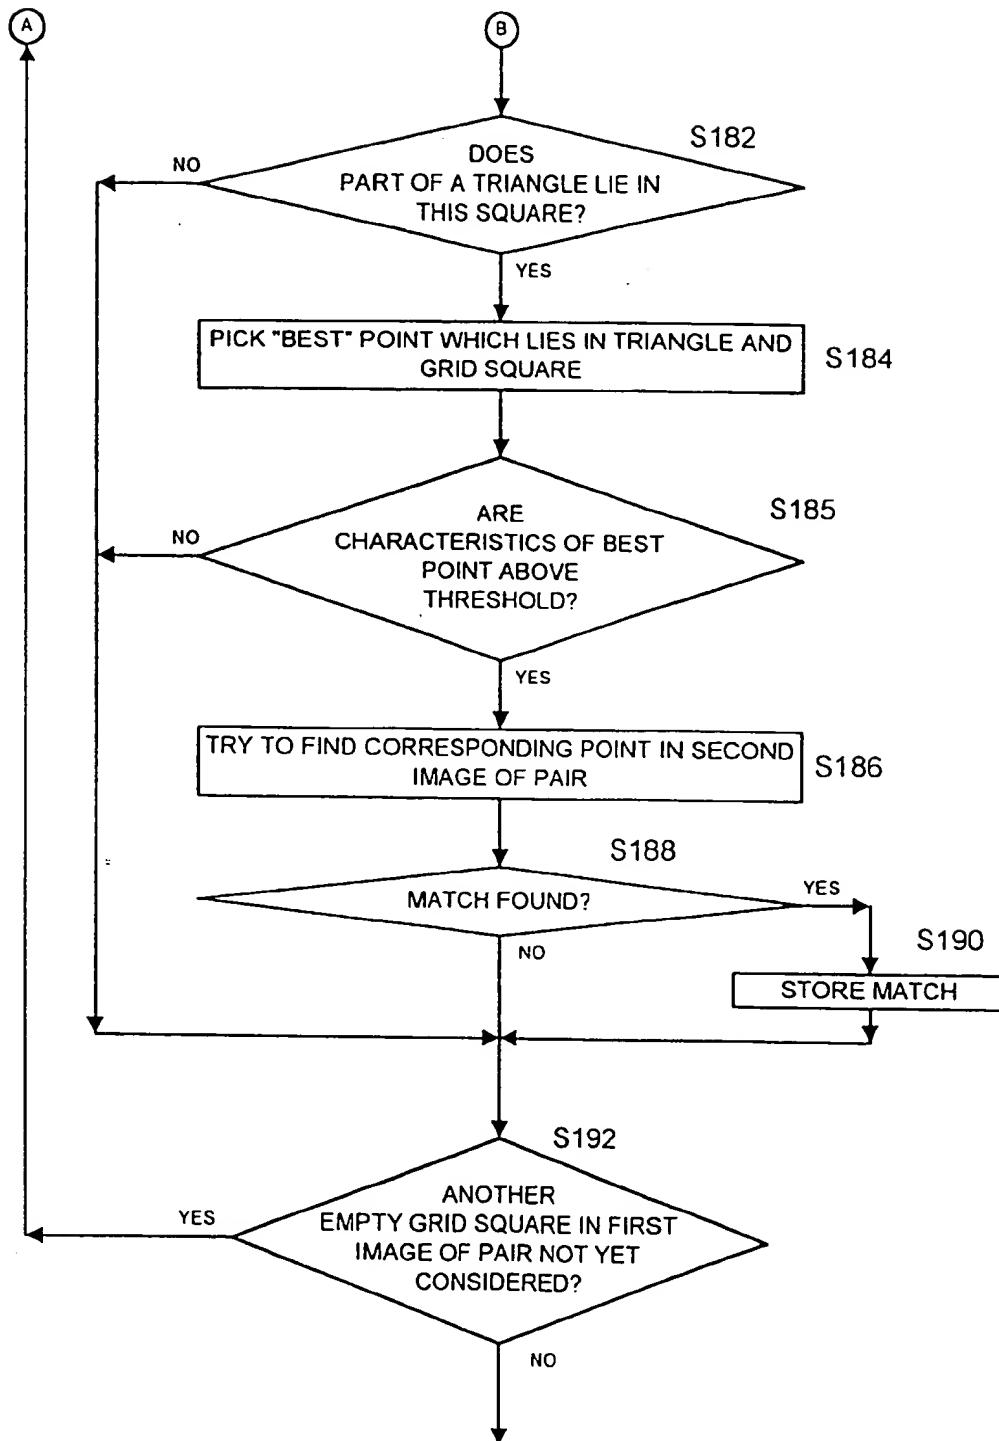 A
B
S182
NO
DOES
PART OF A TRIANGLE LIE IN
THIS SQUARE?
YES
PICK "BEST" POINT WHICH LIES IN TRIANGLE AND
GRID SQUARE
S184
S185
NO
ARE
CHARACTERISTICS OF BEST
POINT ABOVE
THRESHOLD?
YES
TRY TO FIND CORRESPONDING POINT IN SECOND
IMAGE OF PAIR
S186
S188
MATCH FOUND?
YES
NO
S190
STORE MATCH
S192
YES
ANOTHER
EMPTY GRID SQUARE IN FIRST
IMAGE OF PAIR NOT YET
CONSIDERED?
NO